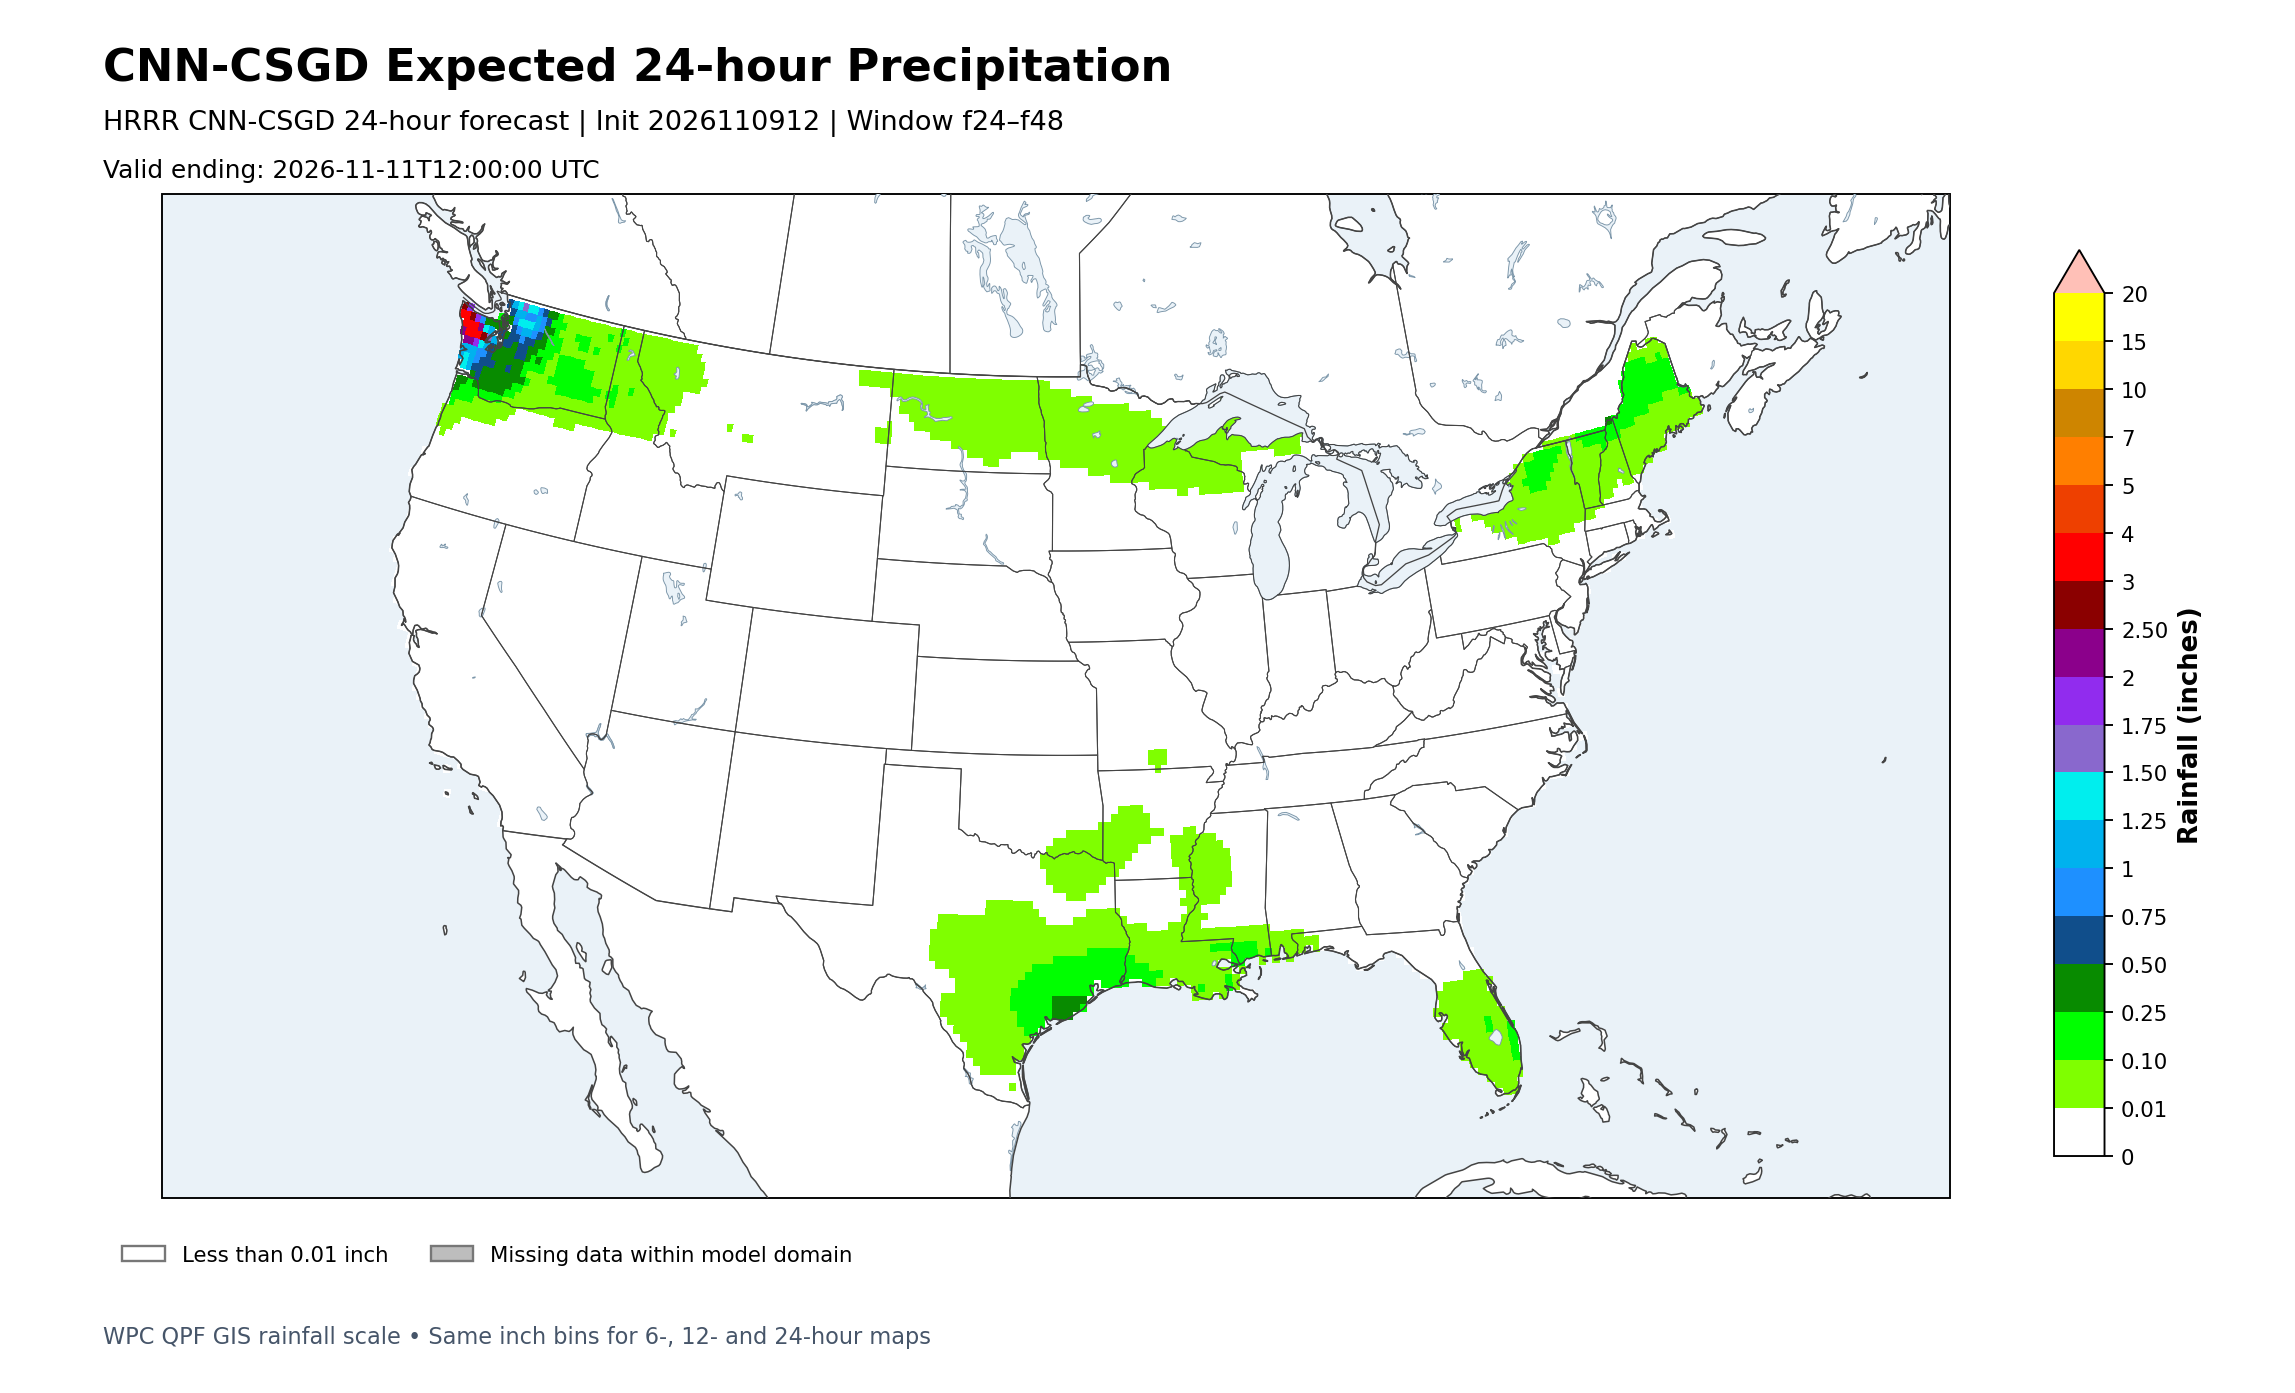 CNN-CSGD Expected 24-hour Precipitation
HRRR CNN-CSGD 24-hour forecast | Init 2026110912 | Window f24–f48
Valid ending: 2026-11-11T12:00:00 UTC
20
15
10
7
5
4
3
2.50
2
1.75
1.50
1.25
1
0.75
0.50
0.25
0.10
0.01
0
Rainfall (inches)
Less than 0.01 inch
Missing data within model domain
WPC QPF GIS rainfall scale • Same inch bins for 6-, 12- and 24-hour maps